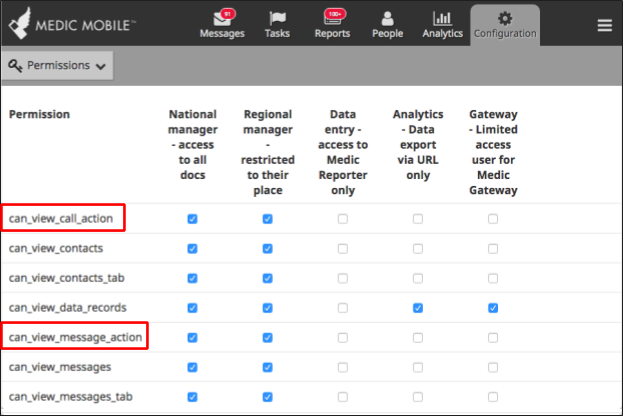 MEDIC MOBILE™
91
100+
Messages
Tasks
Reports
People
Analytics
Configuration
Permissions
Permission
National
manager
- access
to all
docs
Regional
manager
-
restricted
to their
place
Data
entry -
access to
Medic
Reporter
only
Analytics
- Data
export
via URL
only
Gateway
- Limited
access
user for
Medic
Gateway
can_view_call_action
can_view_contacts
can_view_contacts_tab
can_view_data_records
can_view_message_action
can_view_messages
can_view_messages_tab